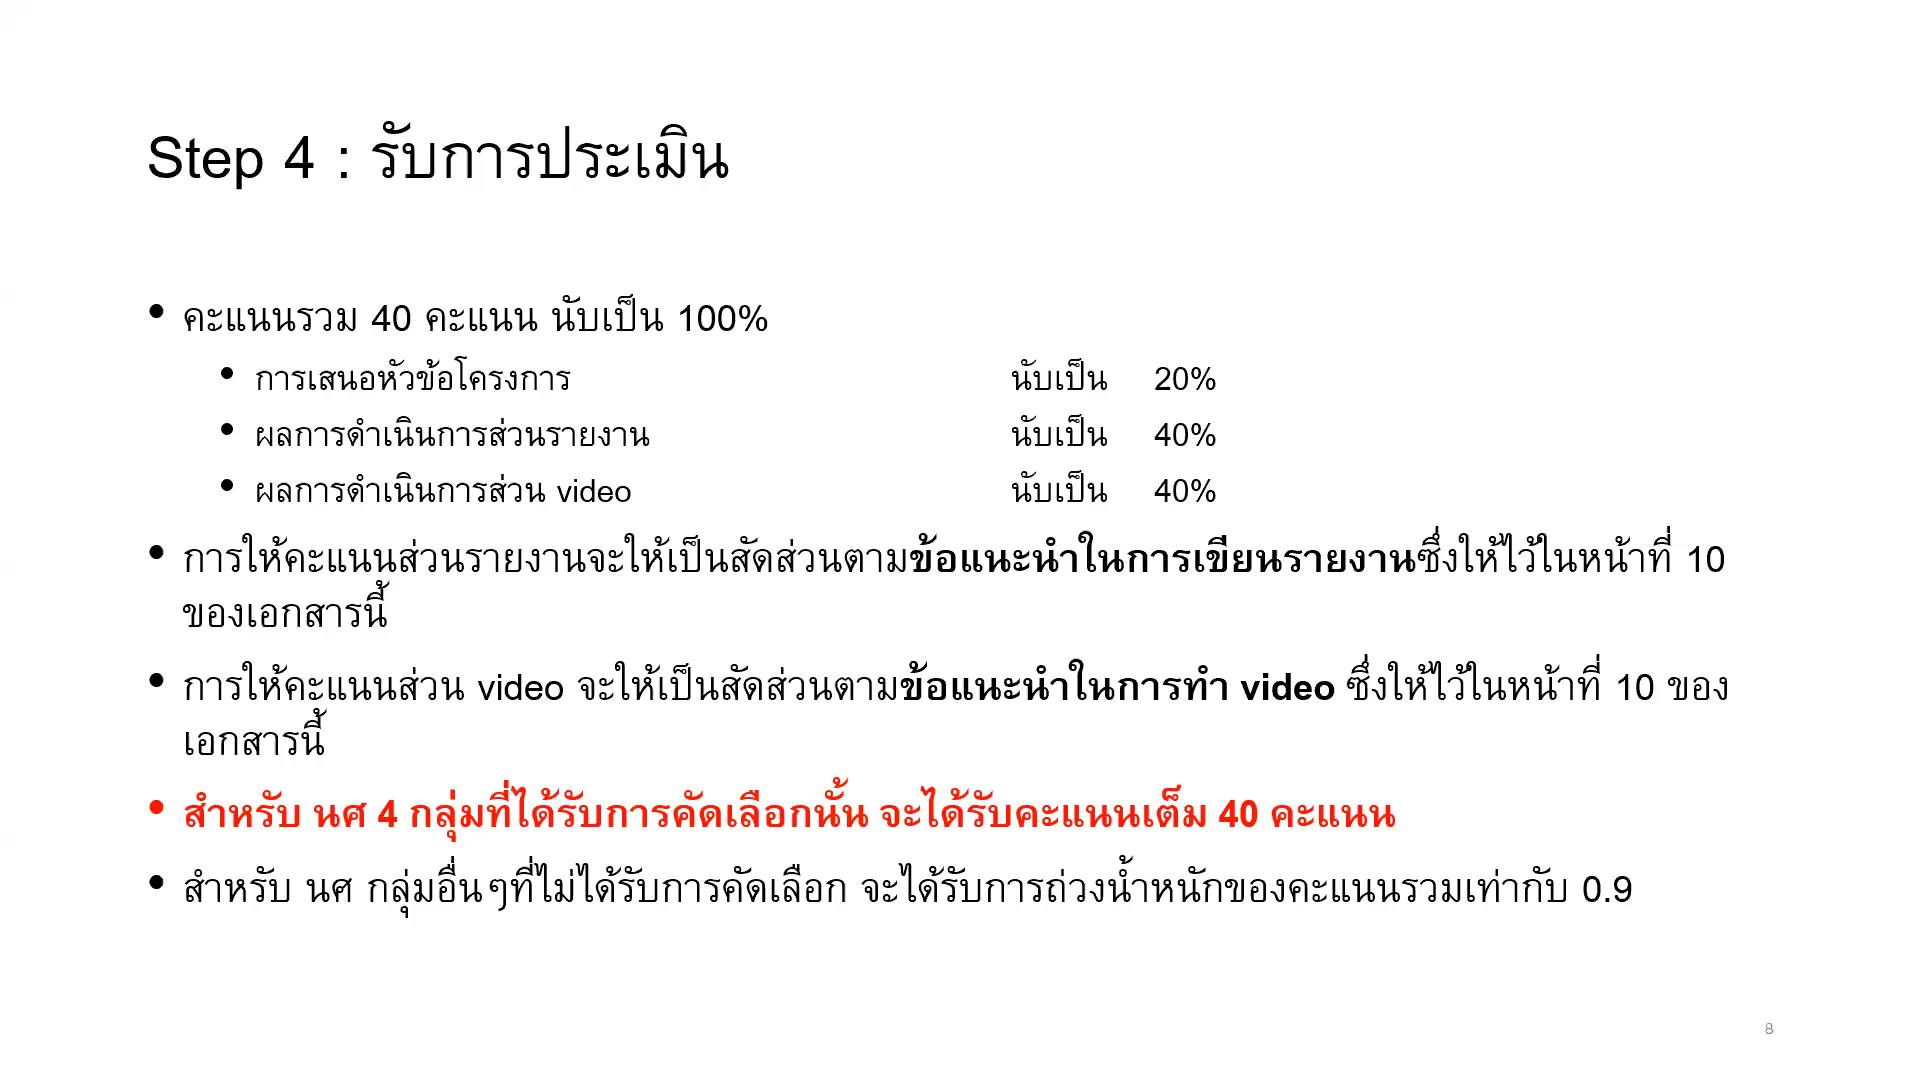 Step 4 : รับการประเมิน
• คะแนนรวม 40 คะแนน นับเป็น 100%
• การเสนอหัวข้อโครงการ นับเป็น 20%
• ผลการดำเนินการส่วนรายงาน นับเป็น 40%
• ผลการดำเนินการส่วน video นับเป็น 40%
• การให้คะแนนส่วนรายงานจะให้เป็นสัดส่วนตามข้อแนะนำในการเขียนรายงานซึ่งให้ไว้ในหน้าที่ 10
ของเอกสารนี้
• การให้คะแนนส่วน video จะให้เป็นสัดส่วนตามข้อแนะนำในการทำ video ซึ่งให้ไว้ในหน้าที่ 10 ของ
เอกสารนี้
• สำหรับ นศ 4 กลุ่มที่ได้รับการคัดเลือกนั้น จะได้รับคะแนนเต็ม 40 คะแนน
• สำหรับ นศ กลุ่มอื่นๆที่ไม่ได้รับการคัดเลือก จะได้รับการถ่วงน้ำหนักของคะแนนรวมเท่ากับ 0.9
8